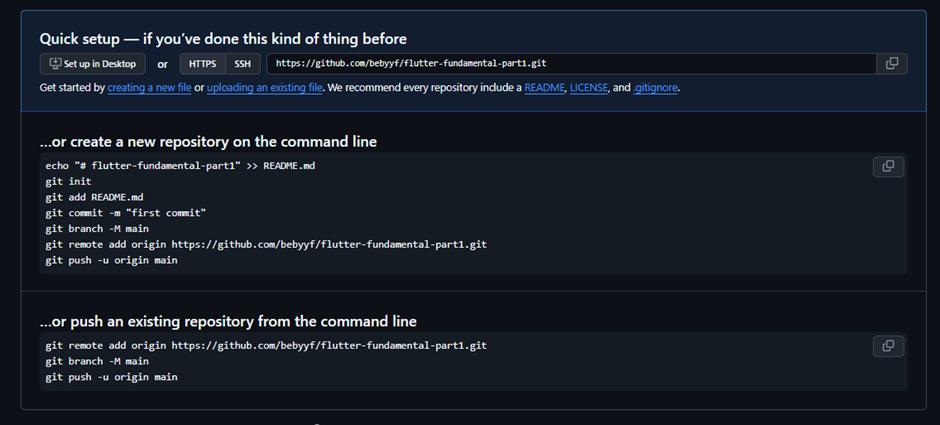 Quick setup — if you've done this kind of thing before
Set up in Desktop or HTTPS SSH https://github.com/bebyyf/flutter-fundamental-part1.git
Get started by creating a new file or uploading an existing file. We recommend every repository include a README, LICENSE, and .gitignore.
...or create a new repository on the command line
echo "# flutter-fundamental-part1" >> README.md
git init
git add README.md
git commit -m "first commit"
git branch -M main
git remote add origin https://github.com/bebyyf/flutter-fundamental-part1.git
git push -u origin main
...or push an existing repository from the command line
git remote add origin https://github.com/bebyyf/flutter-fundamental-part1.git
git branch -M main
git push -u origin main